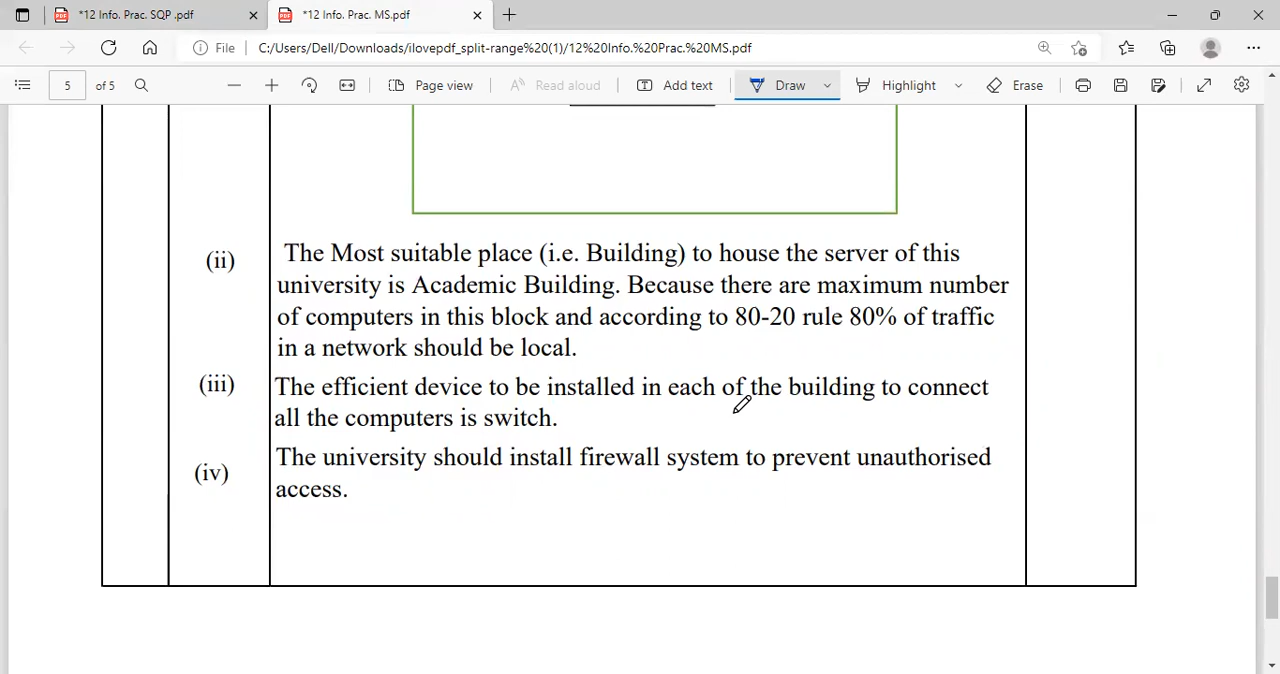 *12 Info. Prac. SQP .pdf
*12 Info. Prac. MS.pdf
File C:/Users/Dell/Downloads/ilovepdf_split-range%20(1)/12%20Info.%20Prac.%20MS.pdf
5 of 5 Page view Read aloud Add text Draw Highlight Erase
(ii) The Most suitable place (i.e. Building) to house the server of this
university is Academic Building. Because there are maximum number
of computers in this block and according to 80-20 rule 80% of traffic
in a network should be local.
(iii) The efficient device to be installed in each of the building to connect
all the computers is switch.
(iv) The university should install firewall system to prevent unauthorised
access.